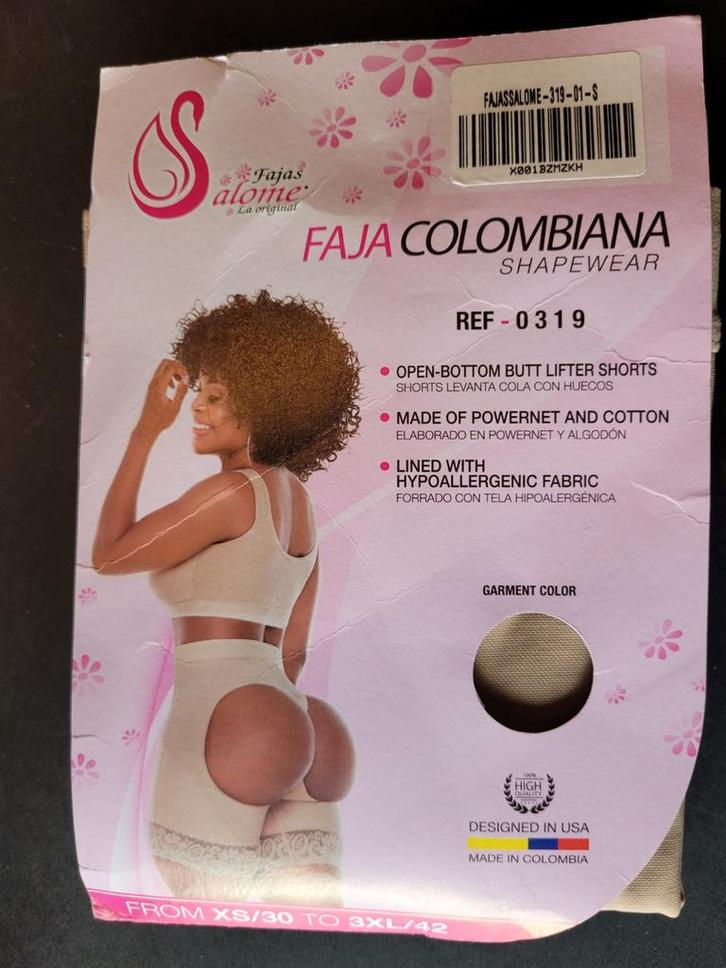 FAJASSALOME-319-01-S
X001BZMZKH
Fajas
Salome
La original
FAJA COLOMBIANA
SHAPEWEAR
REF - 0319
OPEN-BOTTOM BUTT LIFTER SHORTS
SHORTS LEVANTA COLA CON HUECOS
MADE OF POWERNET AND COTTON
ELABORADO EN POWERNET Y ALGODÓN
LINED WITH
HYPOALLERGENIC FABRIC
FORRADO CON TELA HIPOALERGÉNICA
GARMENT COLOR
100%
HIGH
QUALITY
DESIGNED IN USA
MADE IN COLOMBIA
FROM XS/30 TO 3XL/42